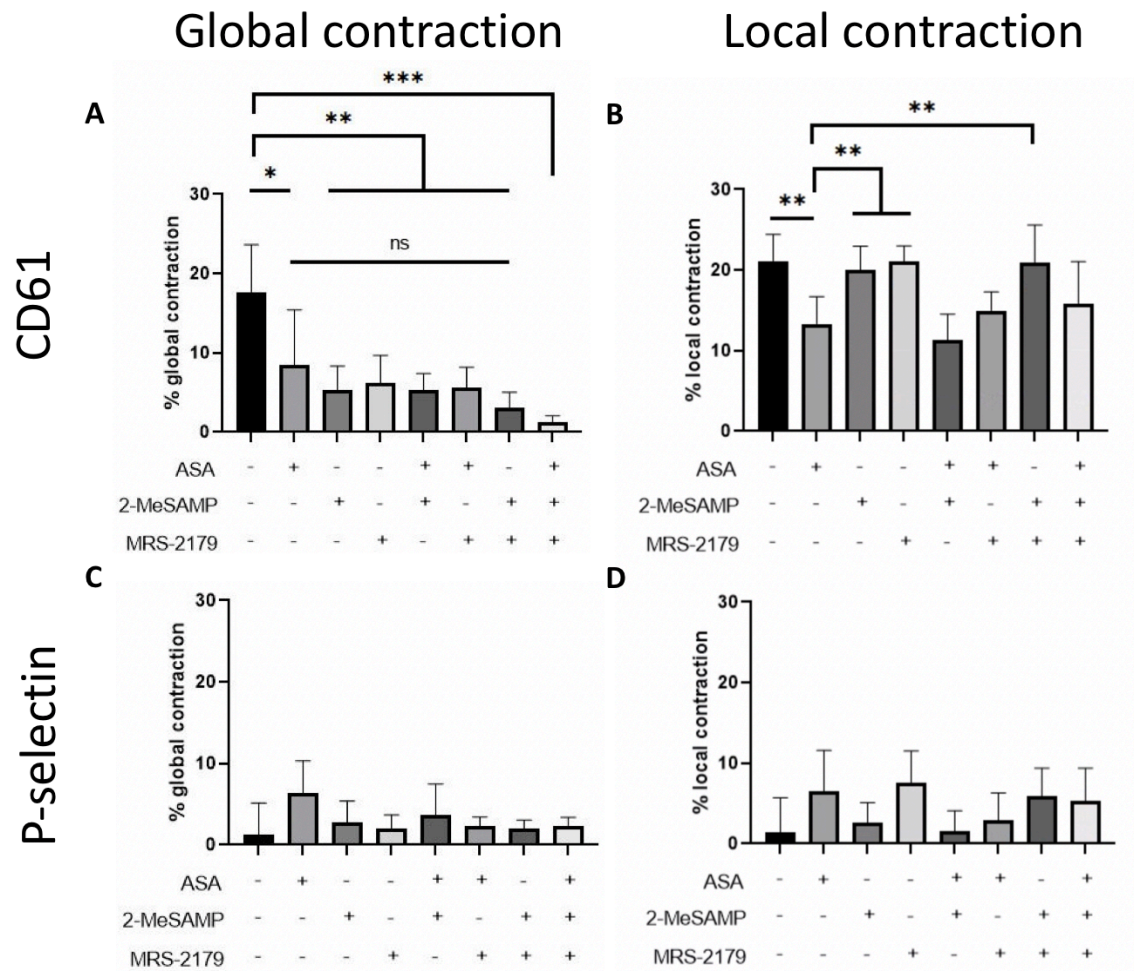 Global contraction
Local contraction
CD61
P-selectin
A
***
**
*
ns
% global contraction
30
20
10
0
ASA - + - - + + - +
2-MeSAMP - - + - + - + +
MRS-2179 - - - + - + + +
B
**
**
**
% local contraction
30
20
10
0
ASA - + - - + + - +
2-MeSAMP - - + - + - + +
MRS-2179 - - - + - + + +
C
% global contraction
30
20
10
0
ASA - + - - + + - +
2-MeSAMP - - + - + - + +
MRS-2179 - - - + - + + +
D
% local contraction
30
20
10
0
ASA - + - - + + - +
2-MeSAMP - - + - + - + +
MRS-2179 - - - + - + + +